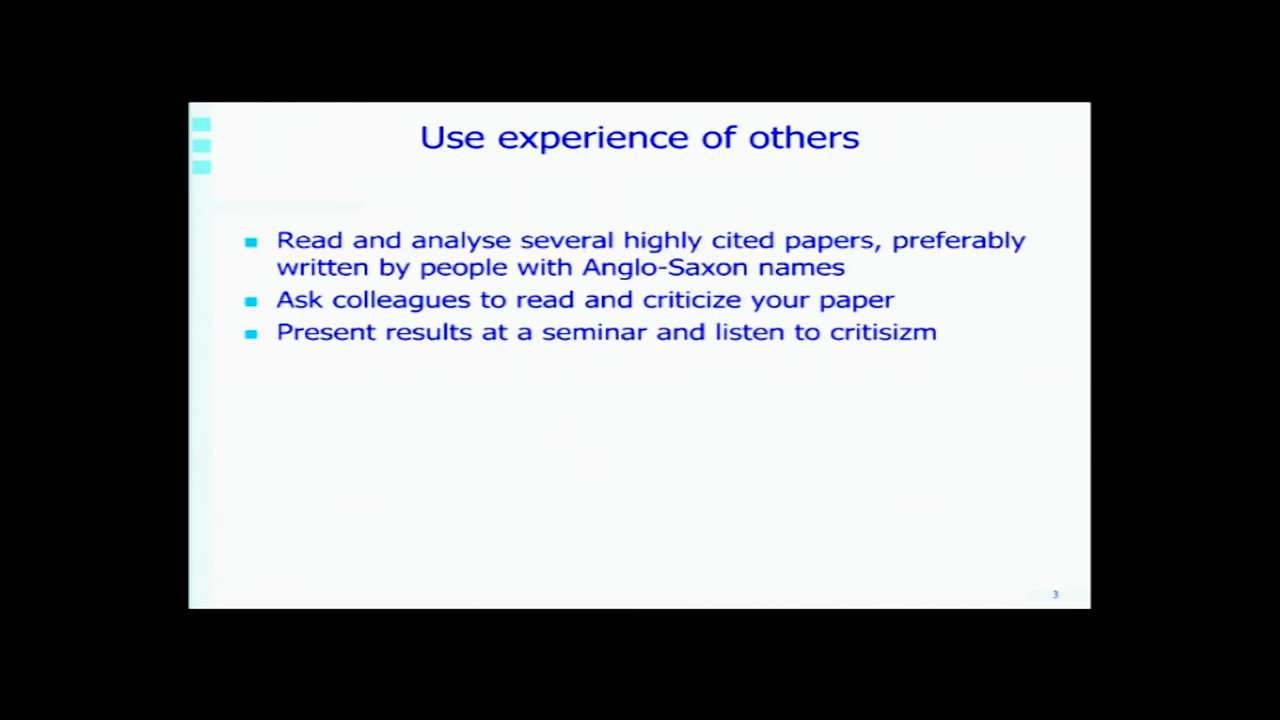 Use experience of others
Read and analyse several highly cited papers, preferably
written by people with Anglo-Saxon names
Ask colleagues to read and criticize your paper
Present results at a seminar and listen to critisizm
3